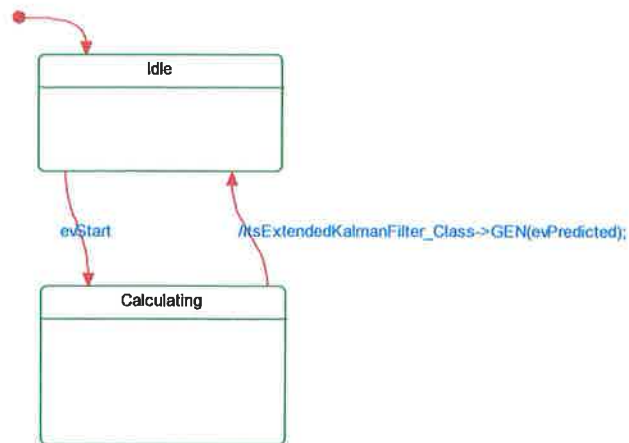 Idle
evStart
/itsExtendedKalmanFilter_Class->GEN(evPredicted);
Calculating